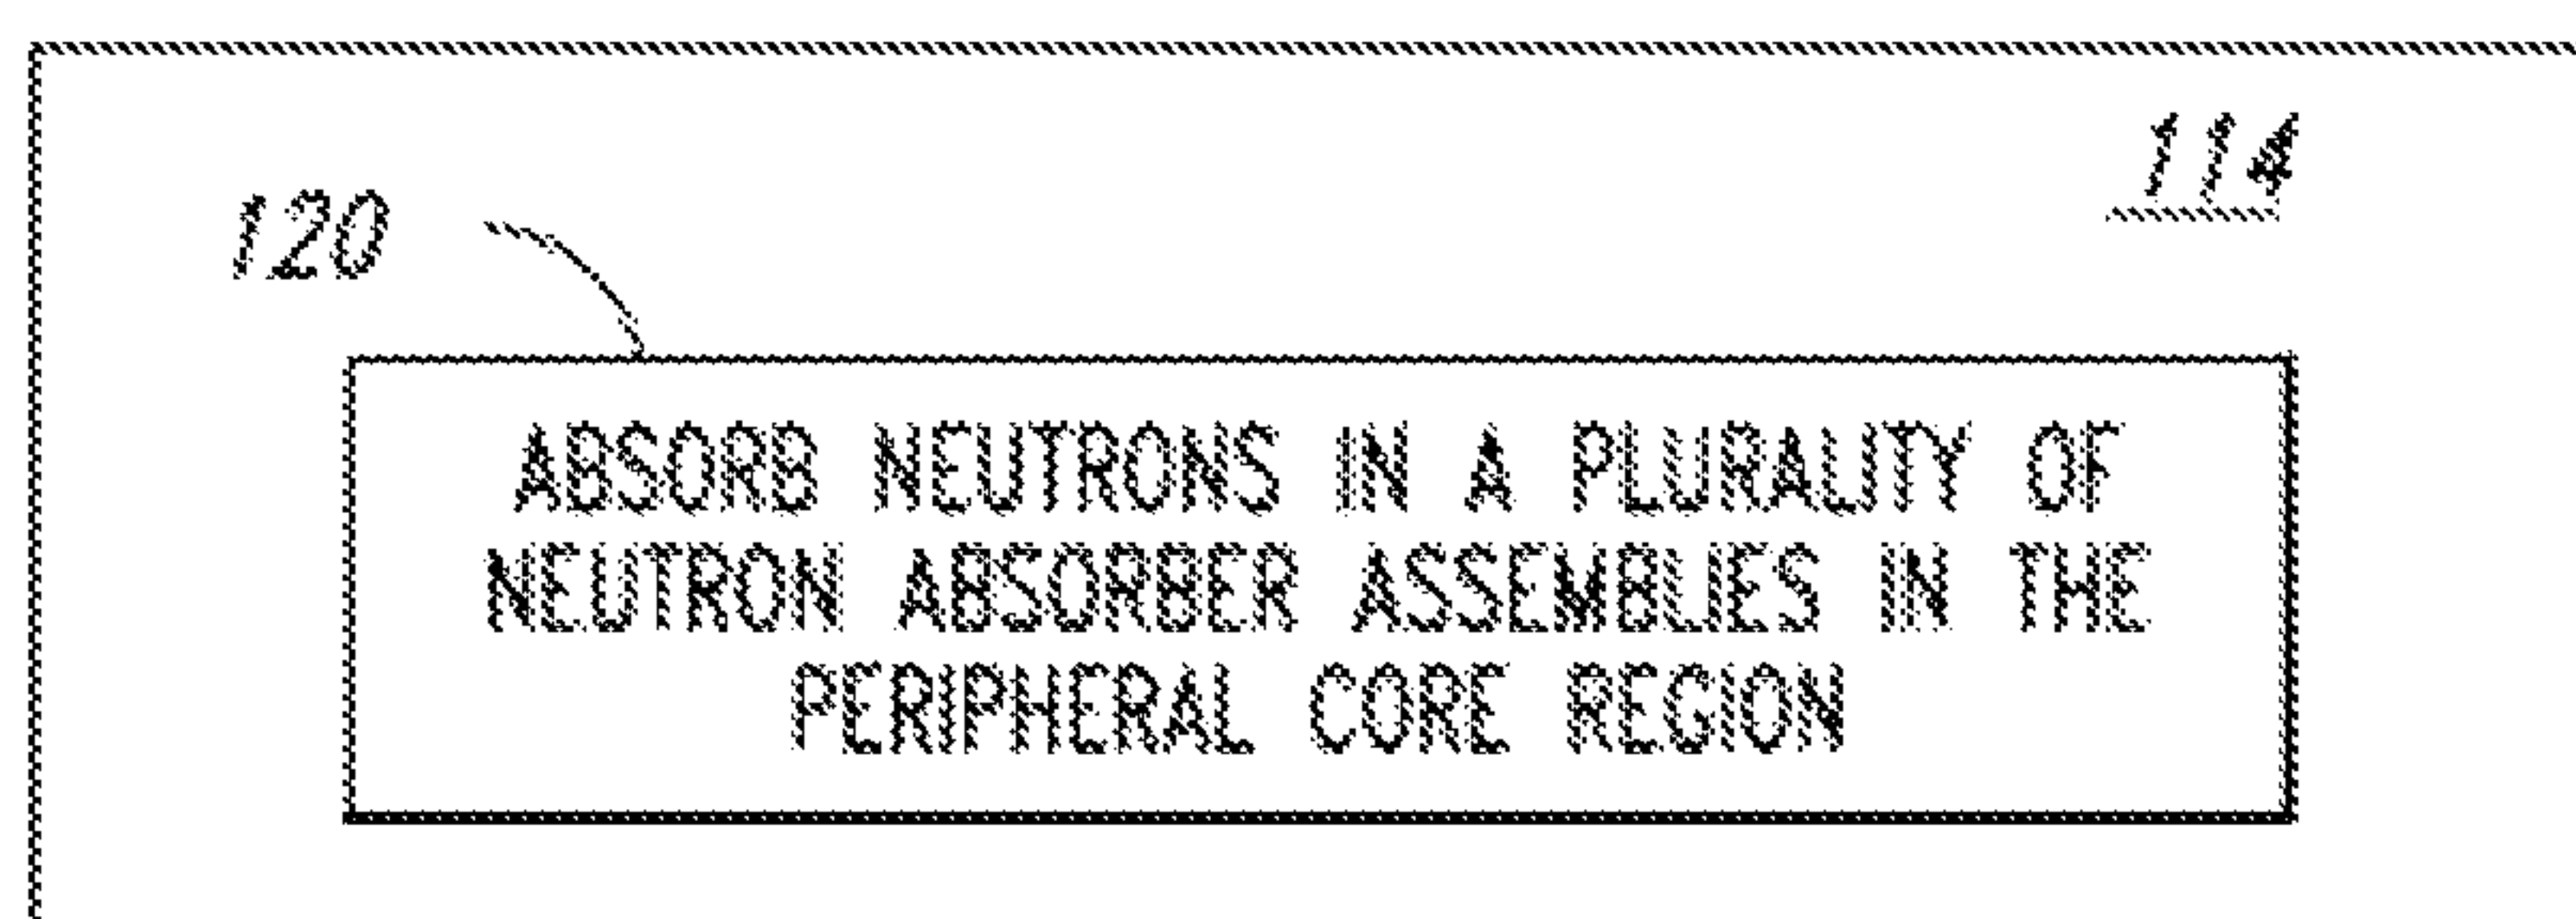 114
120
ABSORB NEUTRONS IN A PLURALITY OF
NEUTRON ABSORBER ASSEMBLIES IN THE
PERIPHERAL CORE REGION